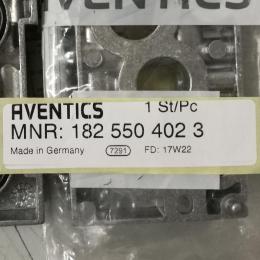 AVENTICS
AVENTICS 1 St/Pc
MNR: 182 550 402 3
Made in Germany 7291 FD: 17W22